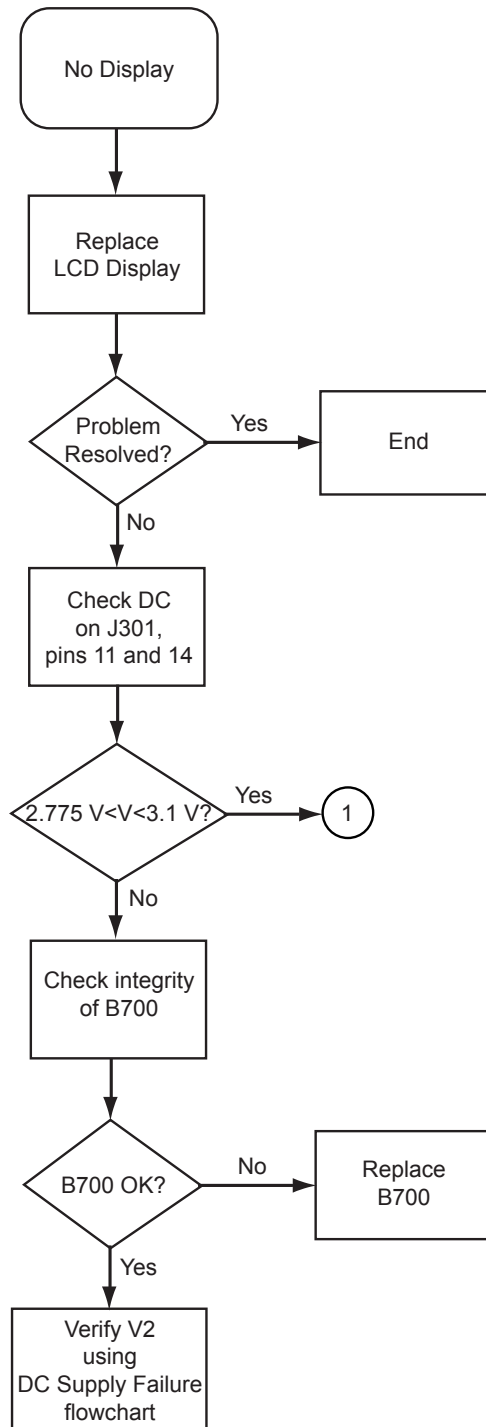 No Display
Replace
LCD Display
Problem
Resolved?
Yes
End
No
Check DC
on J301,
pins 11 and 14
2.775 V<V<3.1 V?
Yes
1
No
Check integrity
of B700
B700 OK?
No
Replace
B700
Yes
Verify V2
using
DC Supply Failure
flowchart